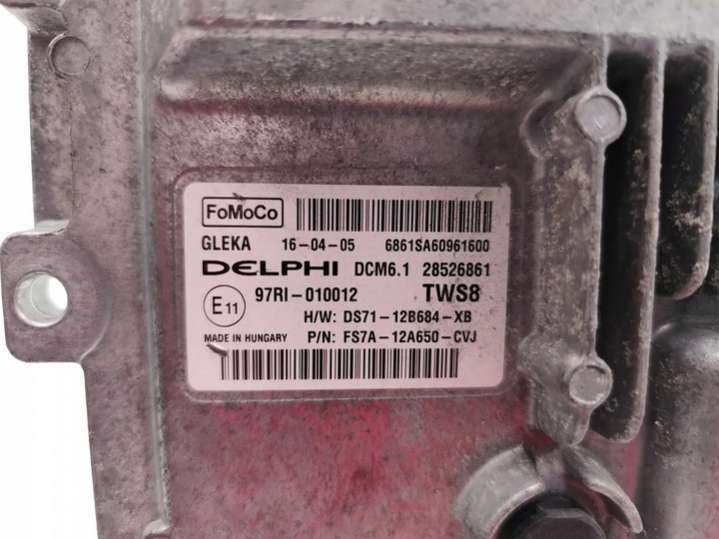 FoMoCo
GLEKA 16-04-05 6861SA60961600
DELPHI DCM6.1 28526861
E11 97RI-010012 TWS8
H/W: DS71-12B684-XB
MADE IN HUNGARY P/N: FS7A-12A650-CVJ